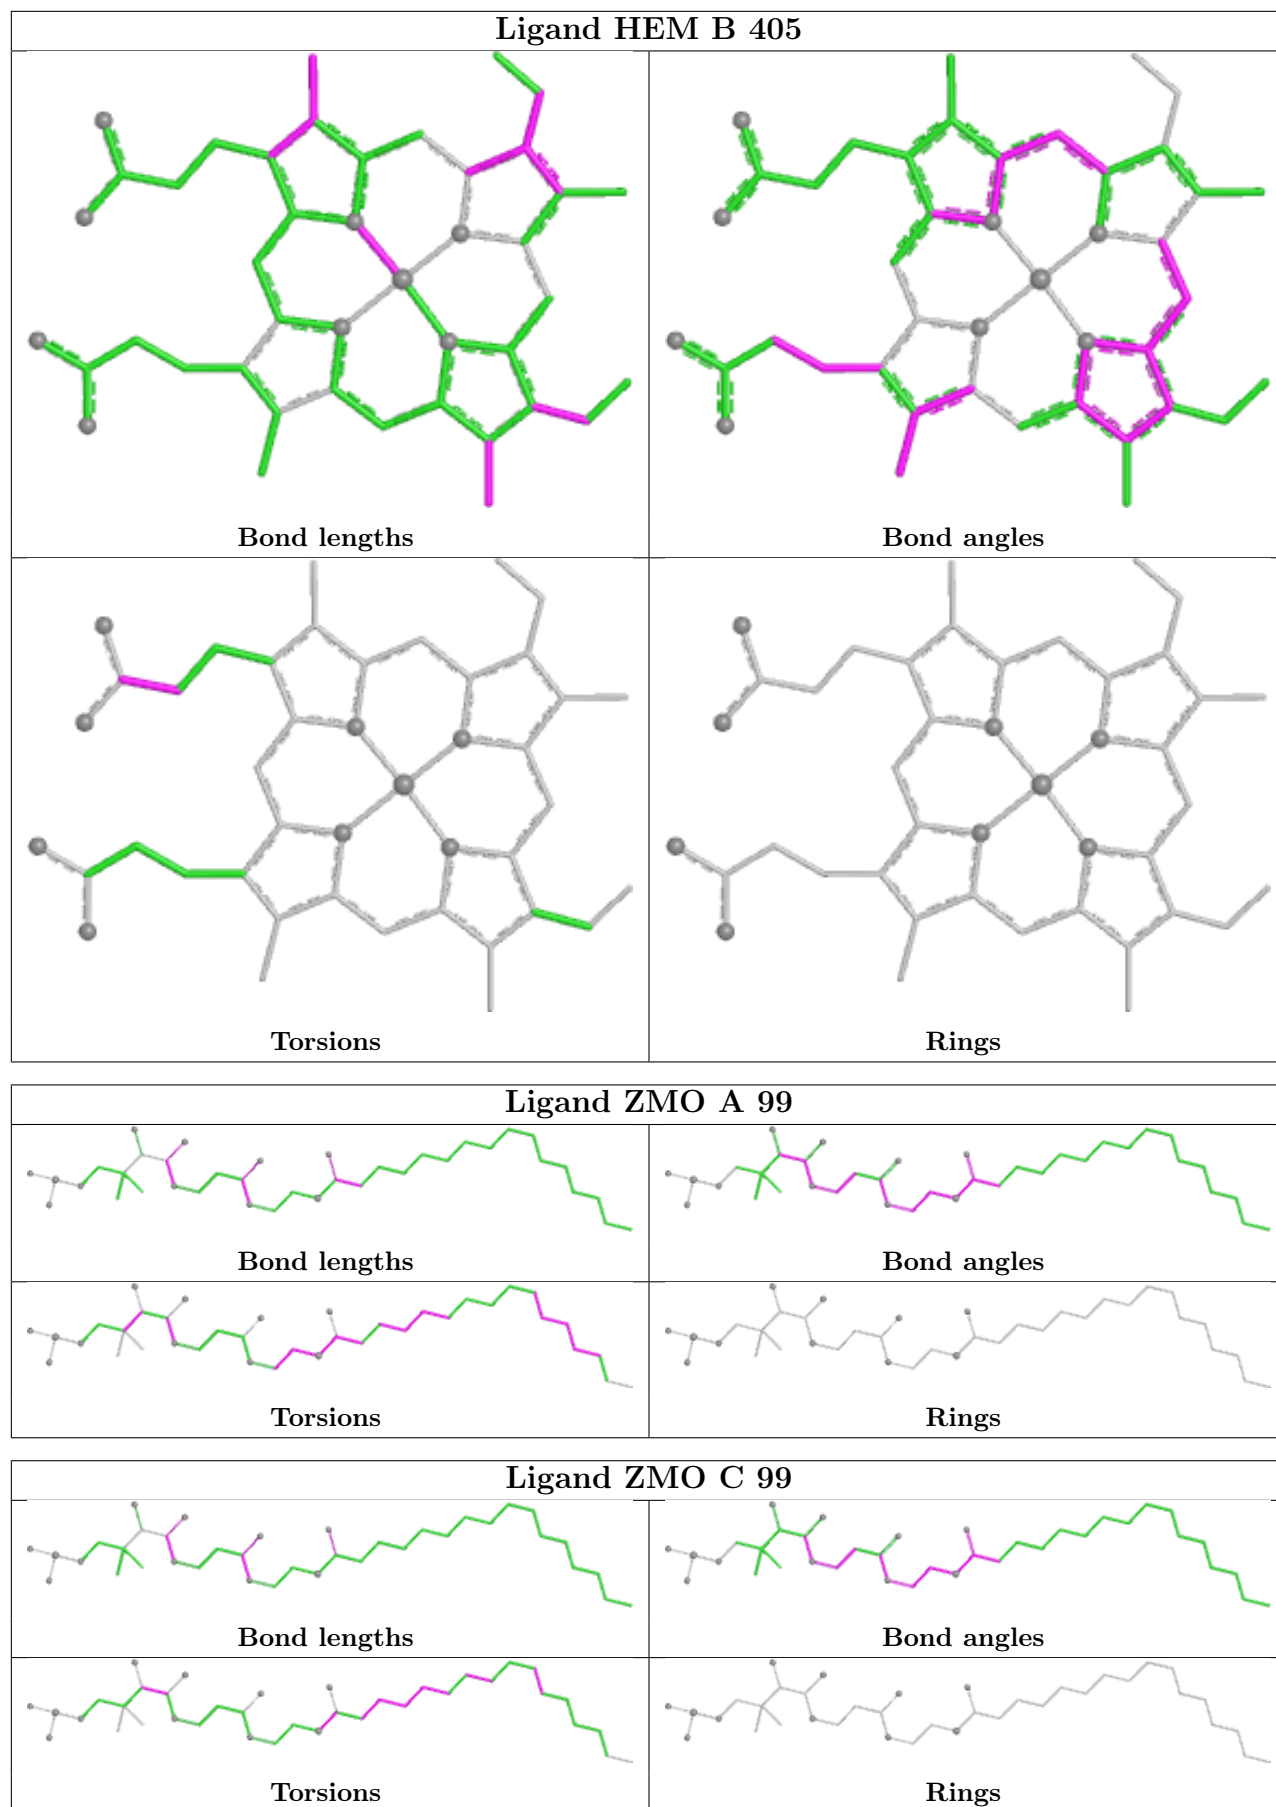 Ligand HEM B 405
Bond lengths
Bond angles
Torsions
Rings
Ligand ZMO A 99
Bond lengths
Bond angles
Torsions
Rings
Ligand ZMO C 99
Bond lengths
Bond angles
Torsions
Rings